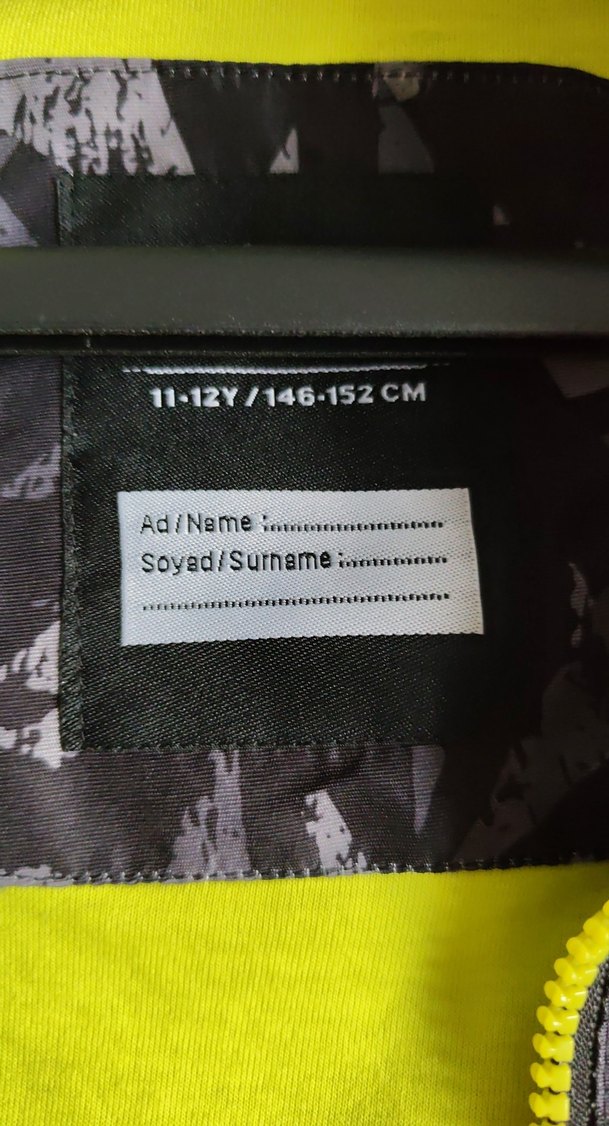 11-12Y / 146-152 CM
Ad / Name :..............................
Soyad / Surname :..................
......................................................